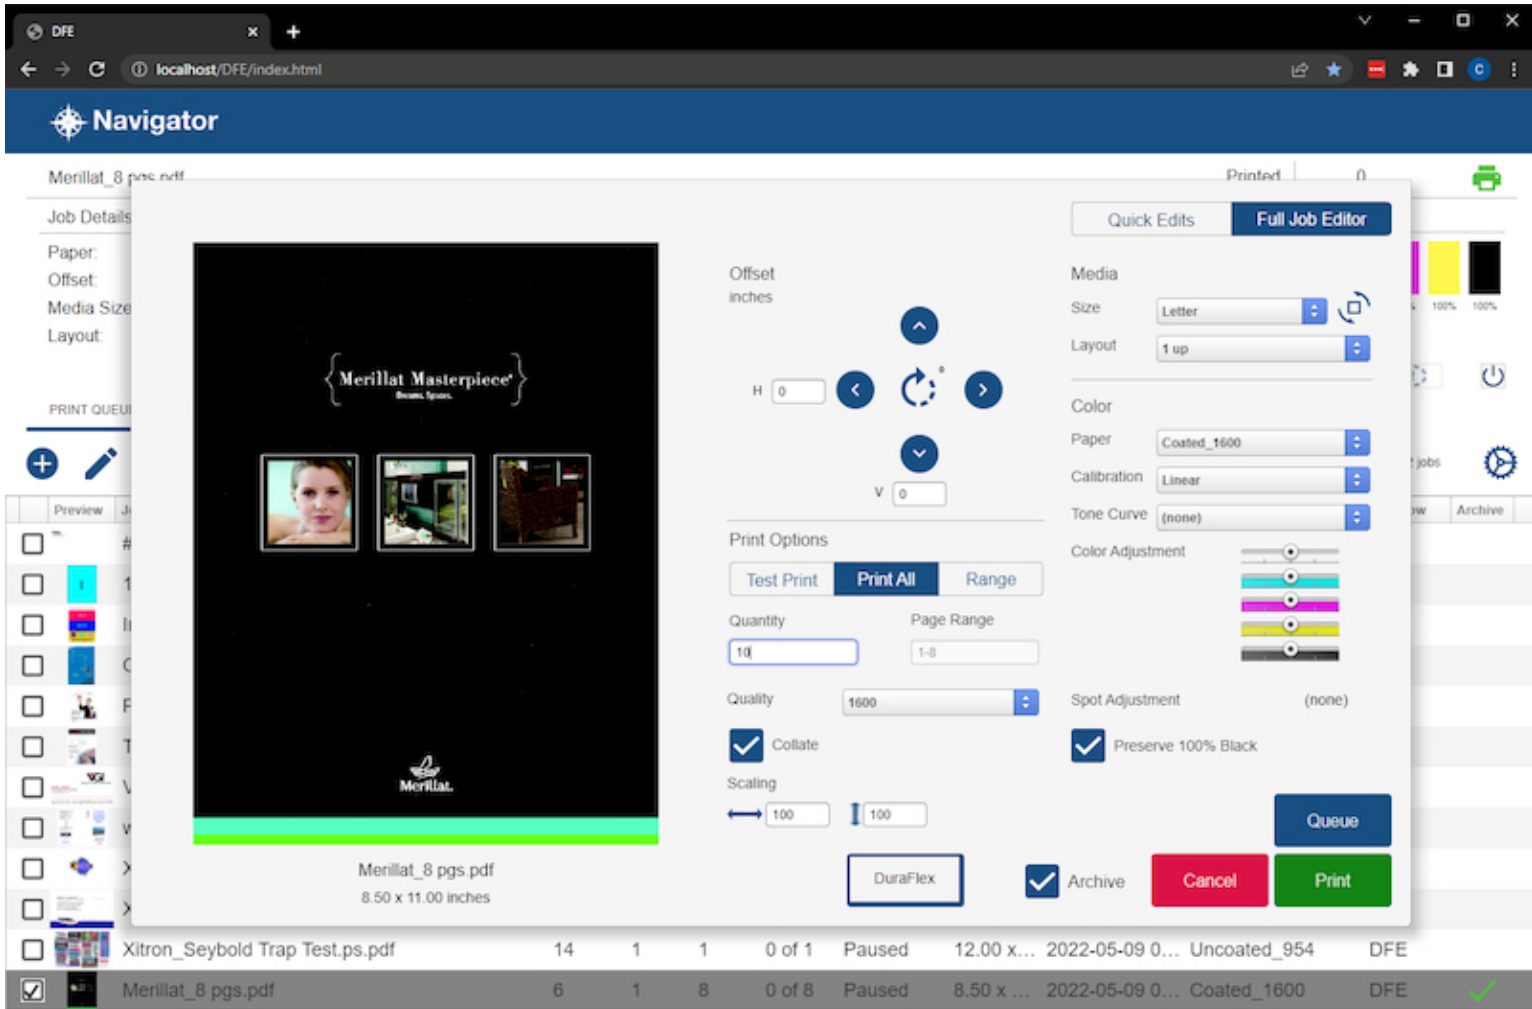 DFE
localhost/DFE/index.html
C
Navigator
Merillat_8 pgs.pdf
Printed 0
Job Details
Quick Edits Full Job Editor
Paper:
Offset:
Media Size
Layout:
100% 100%
Offset
inches
H 0
V 0
Media
Size Letter
Layout 1 up
Color
Paper Coated_1600
Calibration Linear
Tone Curve (none)
Color Adjustment
Merillat Masterpiece®
Dreams. Spaces.
Merillat.
Merillat_8 pgs.pdf
8.50 x 11.00 inches
Print Options
Test Print Print All Range
Quantity Page Range
10 1-8
Quality 1600
Spot Adjustment (none)
Collate
Preserve 100% Black
Scaling
100 100
Queue
DuraFlex
Archive
Cancel
Print
PRINT QUEU
jobs
Preview J Archive
#
1
Xitron_Seybold Trap Test.ps.pdf 14 1 1 0 of 1 Paused 12.00 x... 2022-05-09 0... Uncoated_954 DFE
Merillat_8 pgs.pdf 6 1 8 0 of 8 Paused 8.50 x ... 2022-05-09 0... Coated_1600 DFE